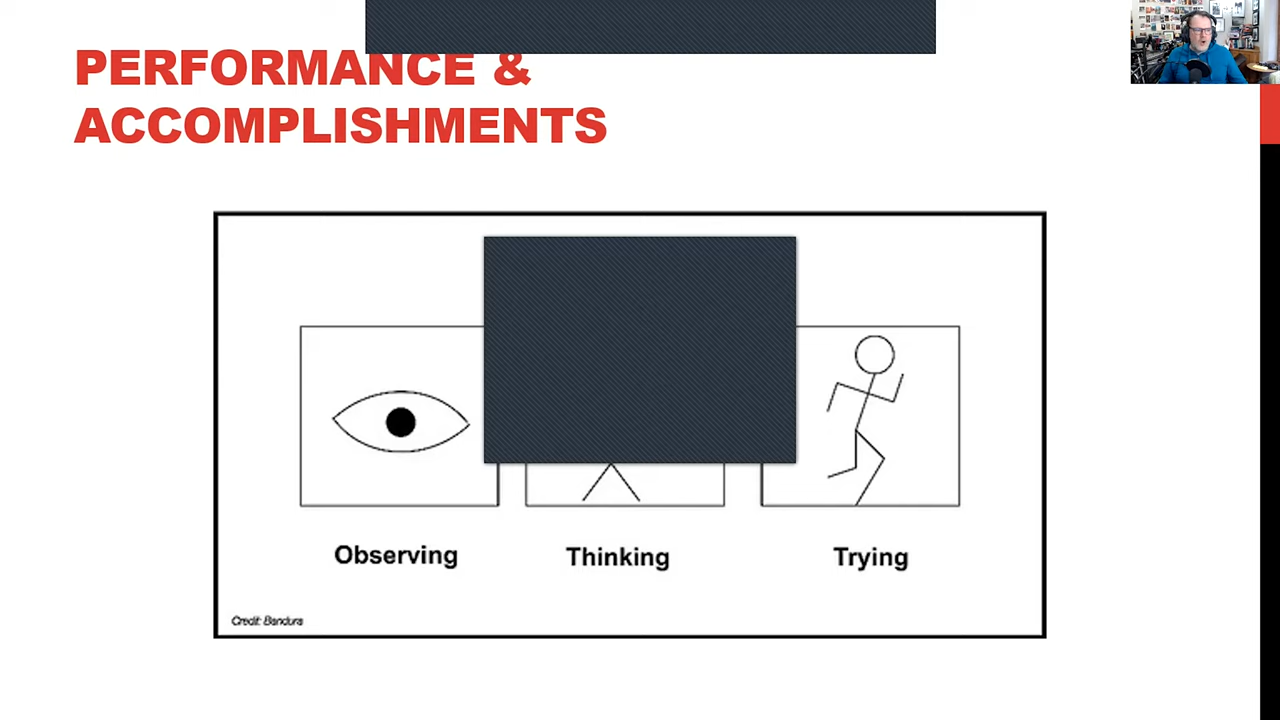 PERFORMANCE &
ACCOMPLISHMENTS
Observing
Thinking
Trying
Credit: Bandura